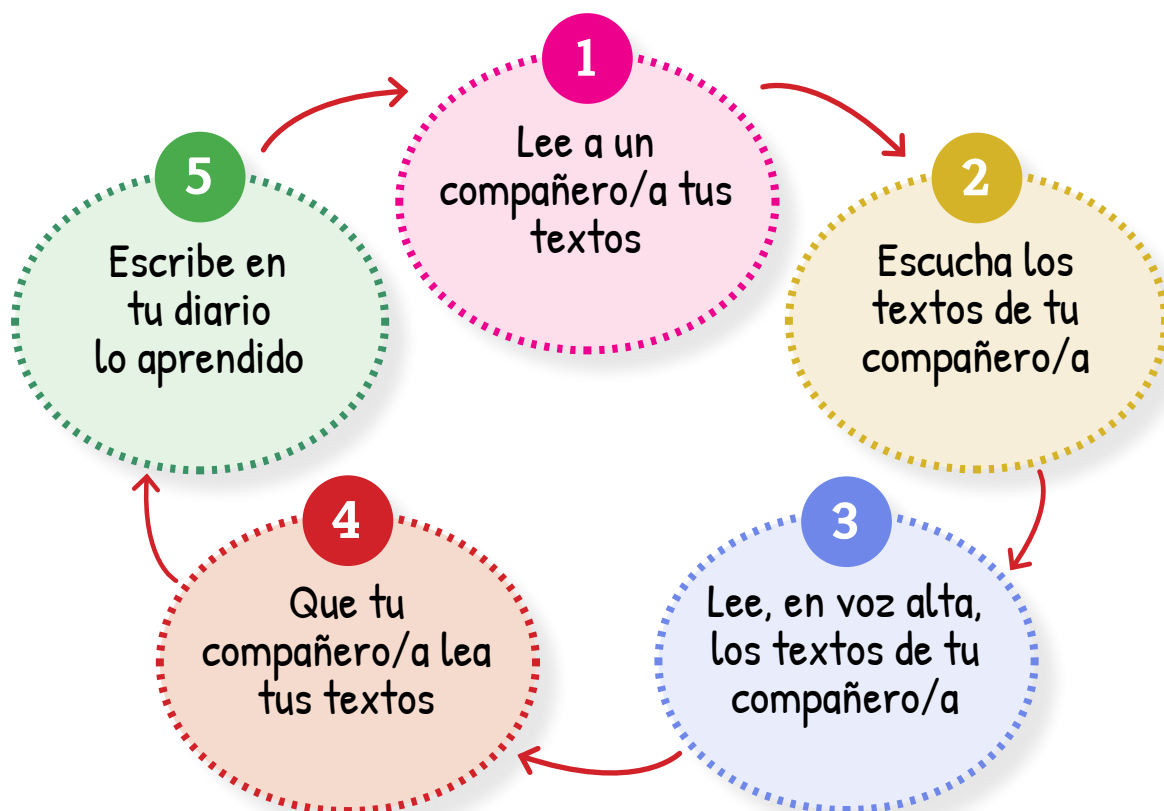 1
Lee a un
compañero/a tus
textos
2
Escucha los
textos de tu
compañero/a
3
Lee, en voz alta,
los textos de tu
compañero/a
4
Que tu
compañero/a lea
tus textos
5
Escribe en
tu diario
lo aprendido